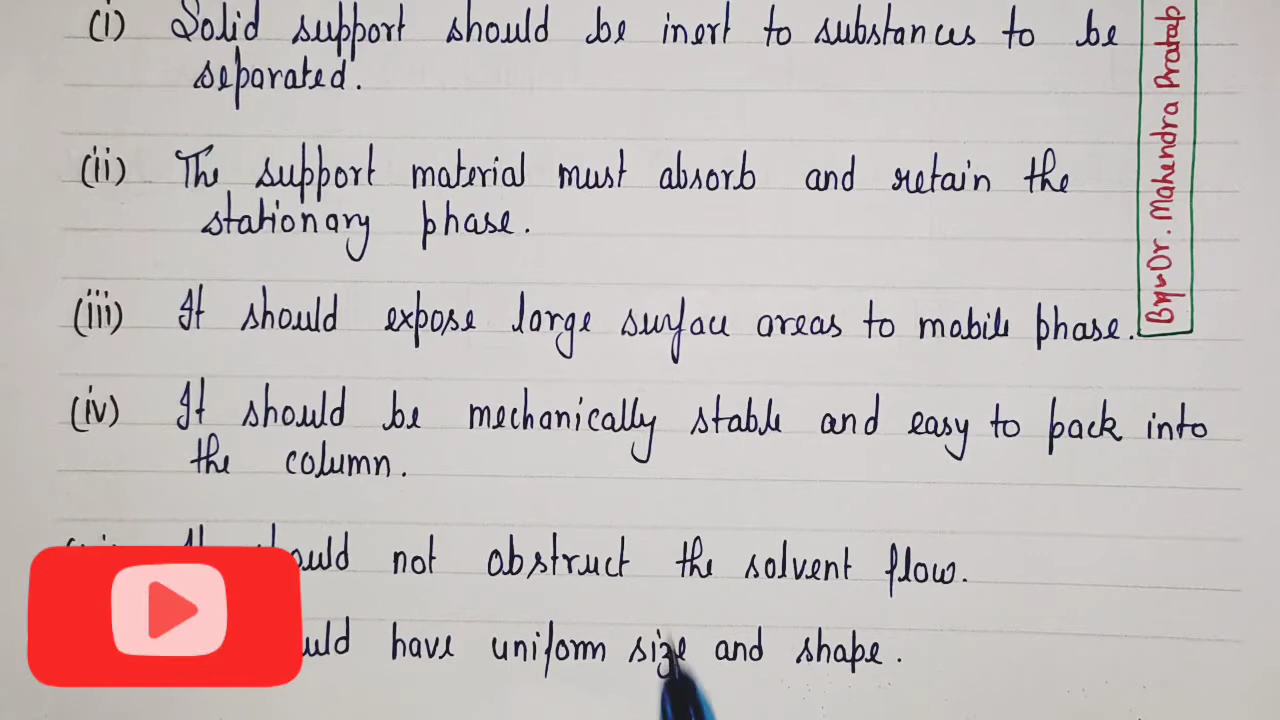 (i) Solid support should be inert to substances to be
separated.
(ii) The support material must absorb and retain the
stationary phase.
(iii) It should expose large surface areas to mobile phase.
(iv) It should be mechanically stable and easy to pack into
the column.
should not obstruct the solvent flow.
have uniform size and shape.
By~Dr. Mahendra Pratap